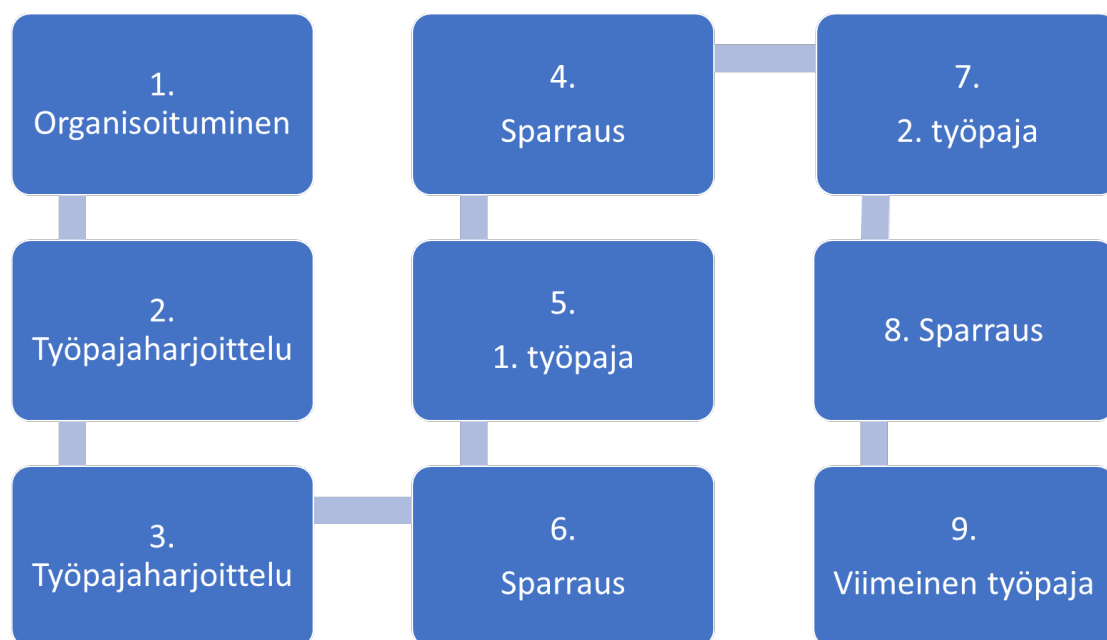 1.
Organisoituminen
2.
Työpajaharjoittelu
3.
Työpajaharjoittelu
4.
Sparraus
5.
1. työpaja
6.
Sparraus
7.
2. työpaja
8. Sparraus
9.
Viimeinen työpaja